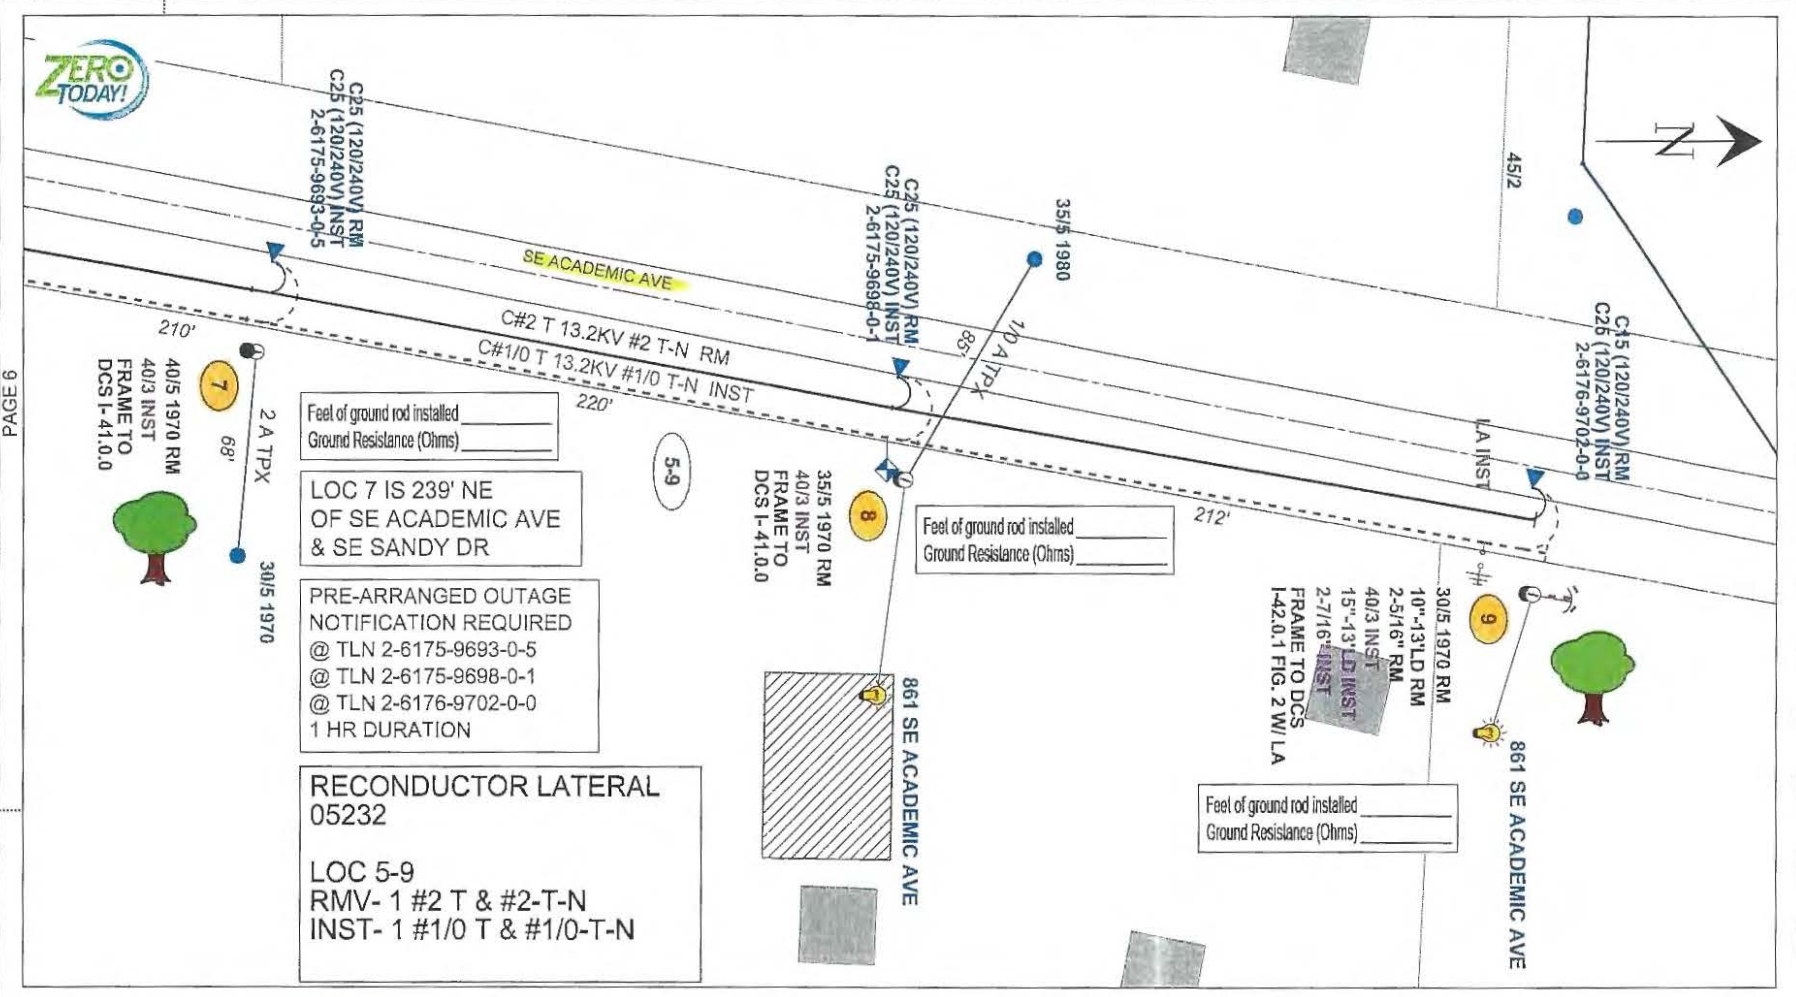 ZERO
TODAY!
C25 (120/240V) RM
C25 (120/240V) INST
2-6175-9693-0-5
C25 (120/240V) RM
C25 (120/240V) INST
2-6175-9698-0-1
35/5 1980
45/2
N
C15 (120/240V) RM
C25 (120/240V) INST
2-6176-9702-0-0
SE ACADEMIC AVE
C#2 T 13.2KV #2 T-N RM
C#1/0 T 13.2KV #1/0 T-N INST
1/0 A TPX
85'
LA INST
210'
220'
212'
PAGE 6
7
40/5 1970 RM
40/3 INST
FRAME TO
DCS I-41.0.0
2 A TPX
68'
30/5 1970
Feet of ground rod installed
Ground Resistance (Ohms)
LOC 7 IS 239' NE
OF SE ACADEMIC AVE
& SE SANDY DR
PRE-ARRANGED OUTAGE
NOTIFICATION REQUIRED
@ TLN 2-6175-9693-0-5
@ TLN 2-6175-9698-0-1
@ TLN 2-6176-9702-0-0
1 HR DURATION
RECONDUCTOR LATERAL
05232
LOC 5-9
RMV- 1 #2 T & #2-T-N
INST- 1 #1/0 T & #1/0-T-N
5-9
8
35/5 1970 RM
40/3 INST
FRAME TO
DCS I-41.0.0
Feet of ground rod installed
Ground Resistance (Ohms)
861 SE ACADEMIC AVE
9
30/5 1970 RM
10"-13'LD RM
2-5/16" RM
40/3 INST
15"-13'LD INST
2-7/16" INST
FRAME TO DCS
I-42.0.1 FIG. 2 W/ LA
861 SE ACADEMIC AVE
Feet of ground rod installed
Ground Resistance (Ohms)